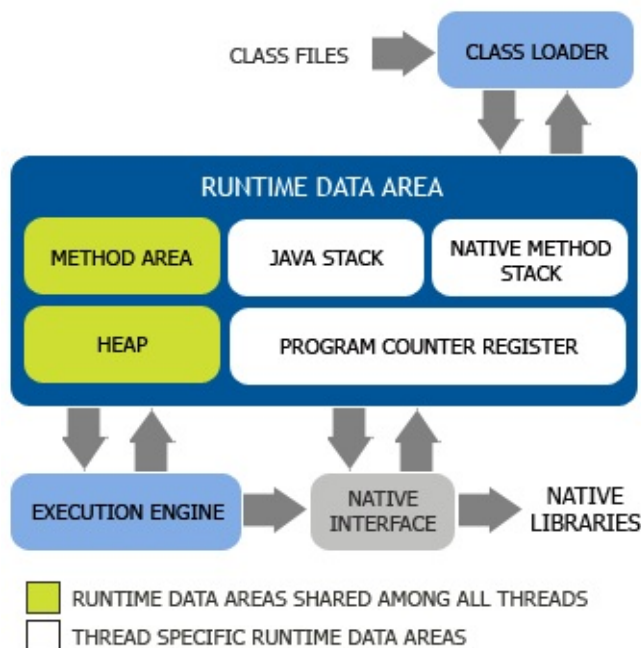 CLASS FILES
CLASS LOADER
RUNTIME DATA AREA
METHOD AREA
JAVA STACK
NATIVE METHOD
STACK
HEAP
PROGRAM COUNTER REGISTER
EXECUTION ENGINE
NATIVE
INTERFACE
NATIVE
LIBRARIES
RUNTIME DATA AREAS SHARED AMONG ALL THREADS
THREAD SPECIFIC RUNTIME DATA AREAS